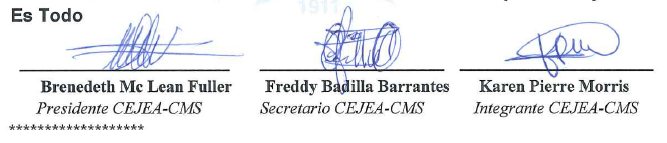 1911
Es Todo
Brenedeth Mc Lean Fuller Freddy Badilla Barrantes Karen Pierre Morris
Presidente CEJEA-CMS Secretario CEJEA-CMS Integrante CEJEA-CMS
*******************